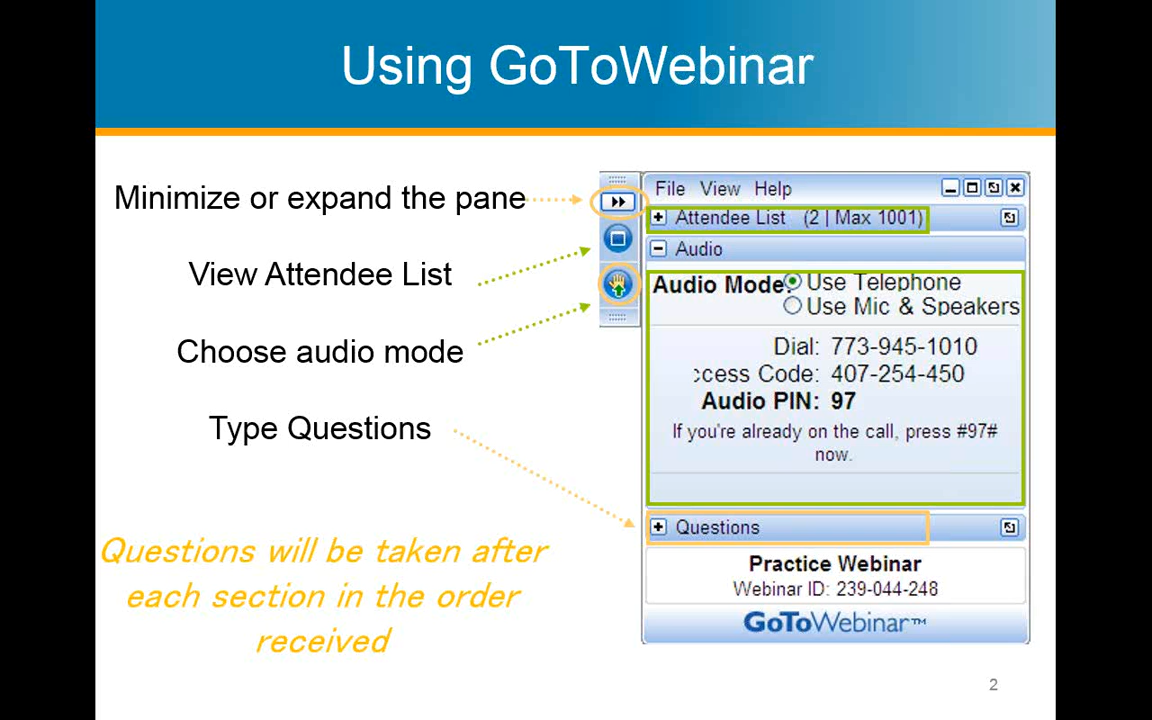 Using GoToWebinar
Minimize or expand the pane
View Attendee List
Choose audio mode
Type Questions
Questions will be taken after
each section in the order
received
File View Help
Attendee List (2 | Max 1001)
Audio
Audio Mode: Use Telephone
Use Mic & Speakers
Dial: 773-945-1010
ccess Code: 407-254-450
Audio PIN: 97
If you're already on the call, press #97#
now.
Questions
Practice Webinar
Webinar ID: 239-044-248
GoToWebinar™
2